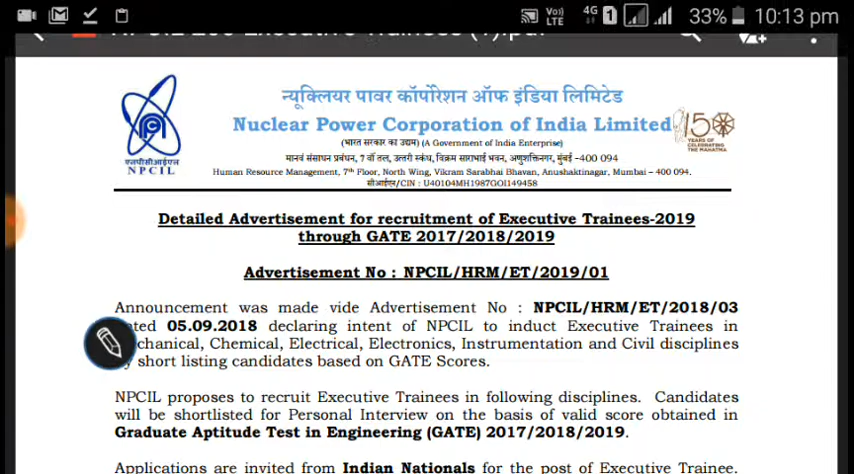 Vo))
LTE
4G
1
33%
10:13 pm
न्यूक्लियर पावर कॉर्पोरेशन ऑफ इंडिया लिमिटेड
Nuclear Power Corporation of India Limited
(भारत सरकार का उद्यम) (A Government of India Enterprise)
मानव संसाधन प्रबंधन, 7 वॉं तल, उत्तरी स्कंध, विक्रम साराभाई भवन, अणुशक्तिनगर, मुंबई -400 094
Human Resource Management, 7th Floor, North Wing, Vikram Sarabhai Bhavan, Anushaktinagar, Mumbai – 400 094.
सीआईएन/CIN : U40104MH1987GOI149458
एनपीसीआईएल
NPCIL
150
YEARS OF
CELEBRATING
THE MAHATMA
Detailed Advertisement for recruitment of Executive Trainees-2019
through GATE 2017/2018/2019
Advertisement No : NPCIL/HRM/ET/2019/01
Announcement was made vide Advertisement No : NPCIL/HRM/ET/2018/03
05.09.2018 declaring intent of NPCIL to induct Executive Trainees in
Chemical, Electrical, Electronics, Instrumentation and Civil disciplines
short listing candidates based on GATE Scores.
NPCIL proposes to recruit Executive Trainees in following disciplines. Candidates
will be shortlisted for Personal Interview on the basis of valid score obtained in
Graduate Aptitude Test in Engineering (GATE) 2017/2018/2019.
Applications are invited from Indian Nationals for the post of Executive Trainee.